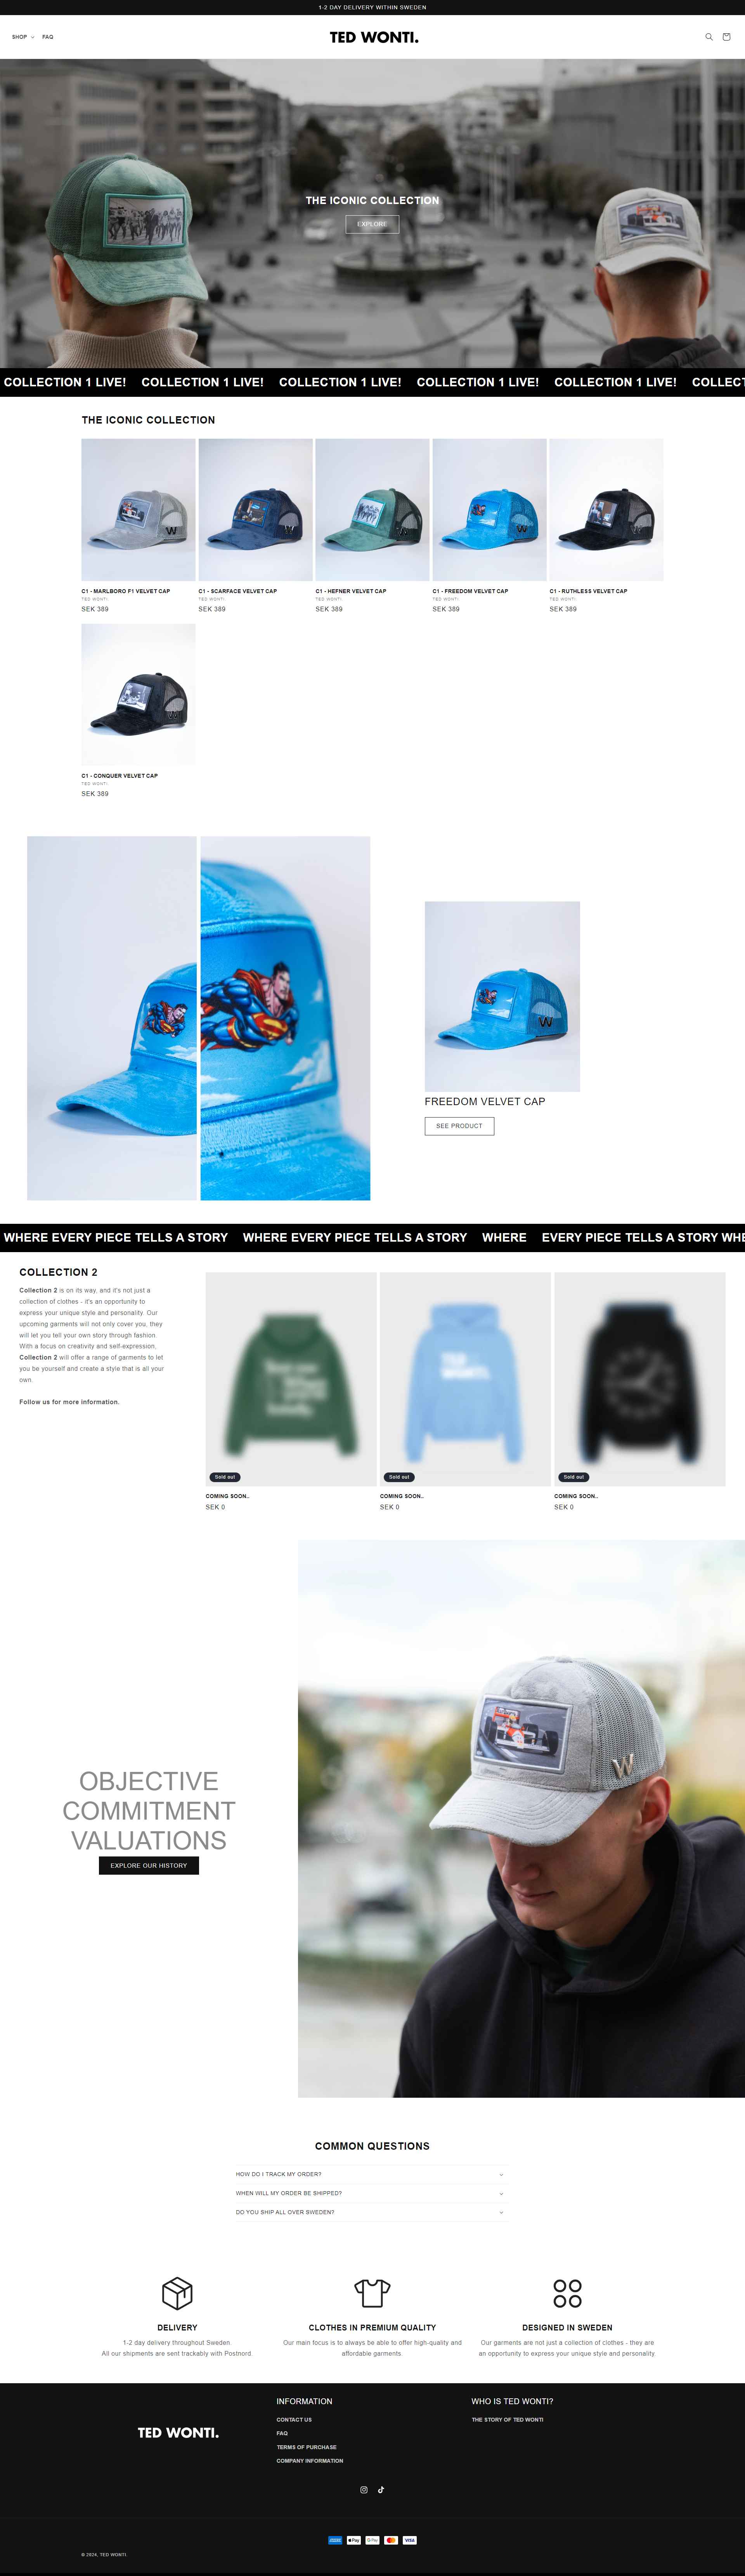 1-2 DAY DELIVERY WITHIN SWEDEN
SHOP
FAQ
TED WONTI.
THE ICONIC COLLECTION
EXPLORE
COLLECTION 1 LIVE! COLLECTION 1 LIVE! COLLECTION 1 LIVE! COLLECTION 1 LIVE! COLLECTION 1 LIVE! COLLECT
THE ICONIC COLLECTION
C1 - MARLBORO F1 VELVET CAP
TED WONTI.
SEK 389
C1 - SCARFACE VELVET CAP
TED WONTI.
SEK 389
C1 - HEFNER VELVET CAP
TED WONTI.
SEK 389
C1 - FREEDOM VELVET CAP
TED WONTI.
SEK 389
C1 - RUTHLESS VELVET CAP
TED WONTI.
SEK 389
C1 - CONQUER VELVET CAP
TED WONTI.
SEK 389
FREEDOM VELVET CAP
SEE PRODUCT
WHERE EVERY PIECE TELLS A STORY WHERE EVERY PIECE TELLS A STORY WHERE EVERY PIECE TELLS A STORY WHE
COLLECTION 2
Collection 2 is on its way, and it's not just a
collection of clothes - it's an opportunity to
express your unique style and personality. Our
upcoming garments will not only cover you, they
will let you tell your own story through fashion.
With a focus on creativity and self-expression,
Collection 2 will offer a range of garments to let
you be yourself and create a style that is all your
own.
Follow us for more information.
TED
WONTI.
Sold out
COMING SOON..
SEK 0
Sold out
COMING SOON..
SEK 0
Sold out
COMING SOON..
SEK 0
OBJECTIVE
COMMITMENT
VALUATIONS
EXPLORE OUR HISTORY
W
COMMON QUESTIONS
HOW DO I TRACK MY ORDER?
WHEN WILL MY ORDER BE SHIPPED?
DO YOU SHIP ALL OVER SWEDEN?
DELIVERY
1-2 day delivery throughout Sweden.
All our shipments are sent trackably with Postnord.
CLOTHES IN PREMIUM QUALITY
Our main focus is to always be able to offer high-quality and
affordable garments.
DESIGNED IN SWEDEN
Our garments are not just a collection of clothes - they are
an opportunity to express your unique style and personality.
TED WONTI.
INFORMATION
CONTACT US
FAQ
TERMS OF PURCHASE
COMPANY INFORMATION
WHO IS TED WONTI?
THE STORY OF TED WONTI
AMEX
Pay
G Pay
VISA
© 2024, TED WONTI.